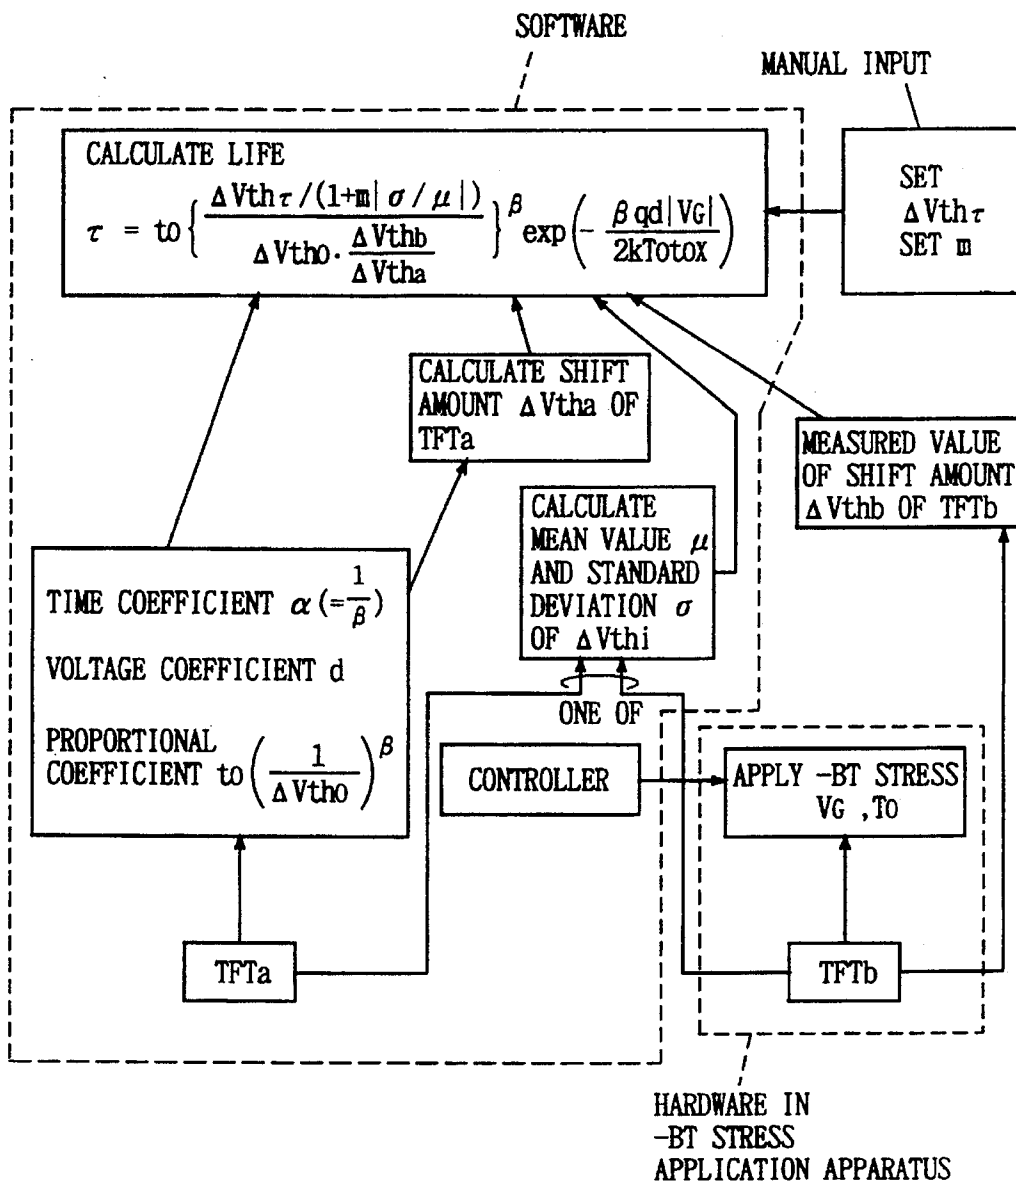 SOFTWARE
MANUAL INPUT
CALCULATE LIFE
τ = to { ΔVthτ/(1+m|σ/μ|) / ΔVtho·ΔVthb/ΔVtha }^β exp(-βqd|VG|/2kTotox)
SET
ΔVthτ
SET m
CALCULATE SHIFT
AMOUNT ΔVtha OF
TFTa
MEASURED VALUE
OF SHIFT AMOUNT
ΔVthb OF TFTb
CALCULATE
MEAN VALUE μ
AND STANDARD
DEVIATION σ
OF ΔVthi
TIME COEFFICIENT α(=1/β)
VOLTAGE COEFFICIENT d
PROPORTIONAL
COEFFICIENT to(1/ΔVtho)^β
ONE OF
CONTROLLER
APPLY -BT STRESS
VG ,TO
TFTa
TFTb
HARDWARE IN
-BT STRESS
APPLICATION APPARATUS